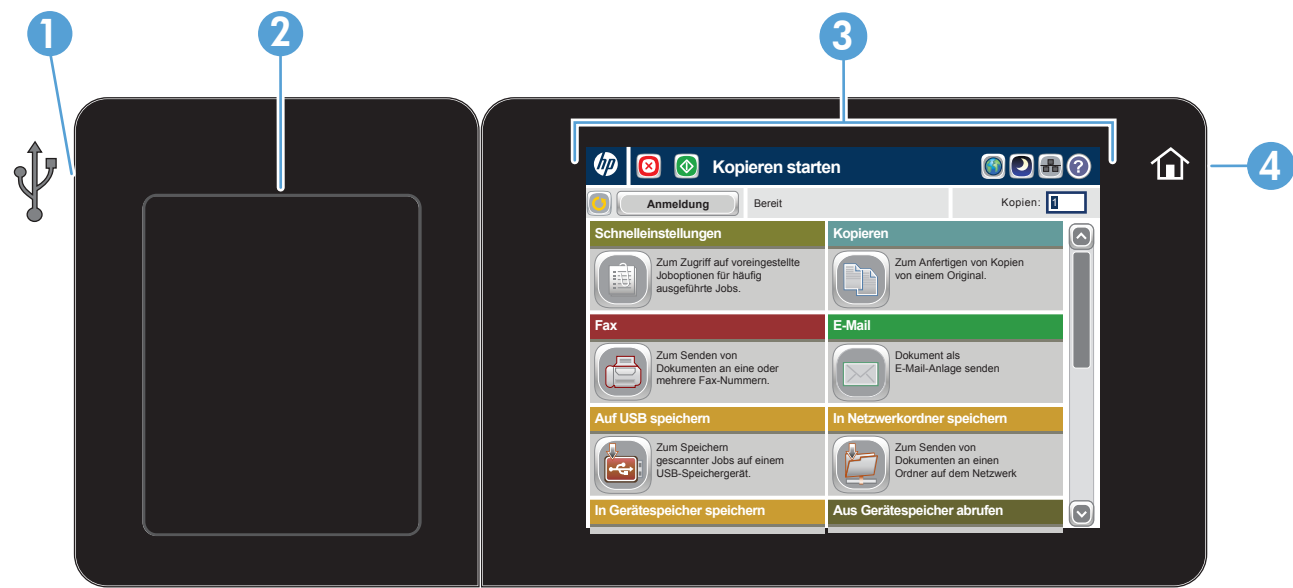 1
2
3
4
hp
Kopieren starten
?
Anmeldung
Bereit
Kopien: 1
Schnelleinstellungen
Zum Zugriff auf voreingestellte
Joboptionen für häufig
ausgeführte Jobs.
Kopieren
Zum Anfertigen von Kopien
von einem Original.
Fax
Zum Senden von
Dokumenten an eine oder
mehrere Fax-Nummern.
E-Mail
Dokument als
E-Mail-Anlage senden
Auf USB speichern
Zum Speichern
gescannter Jobs auf einem
USB-Speichergerät.
In Netzwerkordner speichern
Zum Senden von
Dokumenten an einen
Ordner auf dem Netzwerk
In Gerätespeicher speichern
Aus Gerätespeicher abrufen